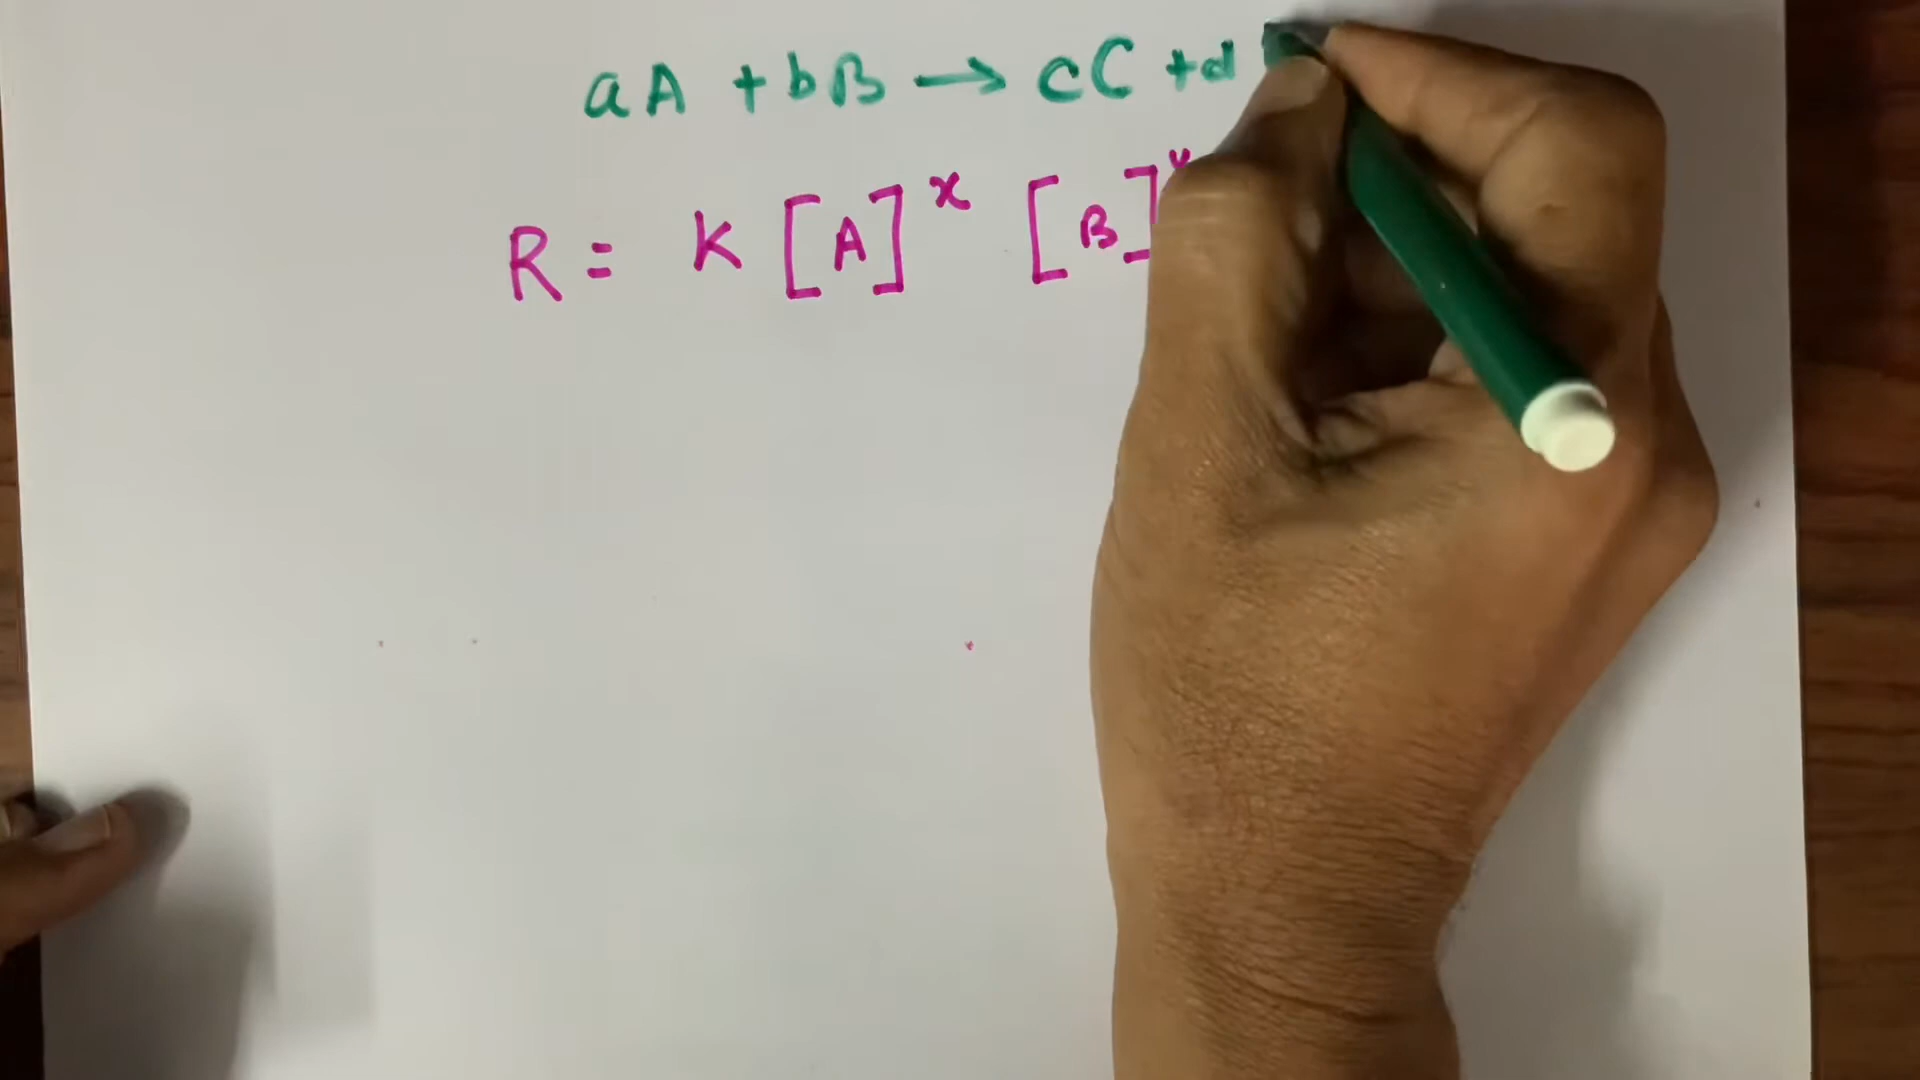 aA + bB → cC + d
R = K [A]^x [B]